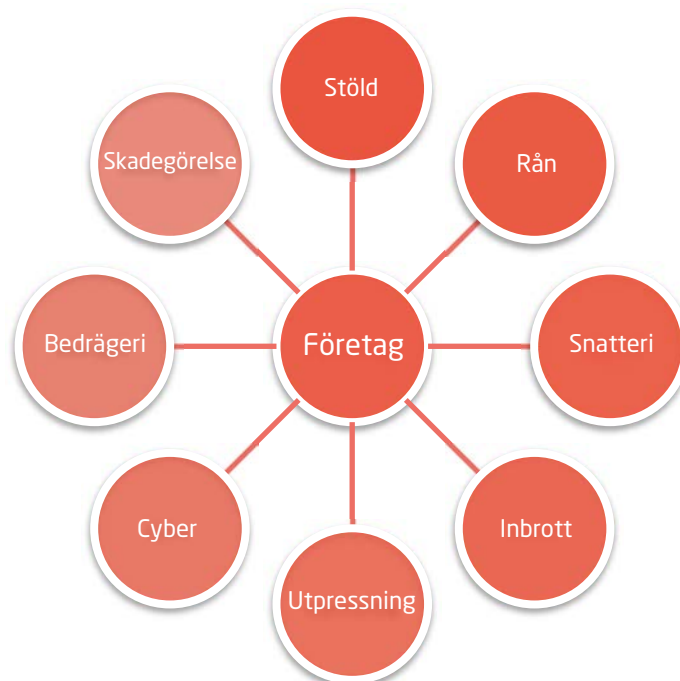 Stöld
Rån
Snatteri
Inbrott
Utpressning
Cyber
Bedrägeri
Skadegörelse
Företag